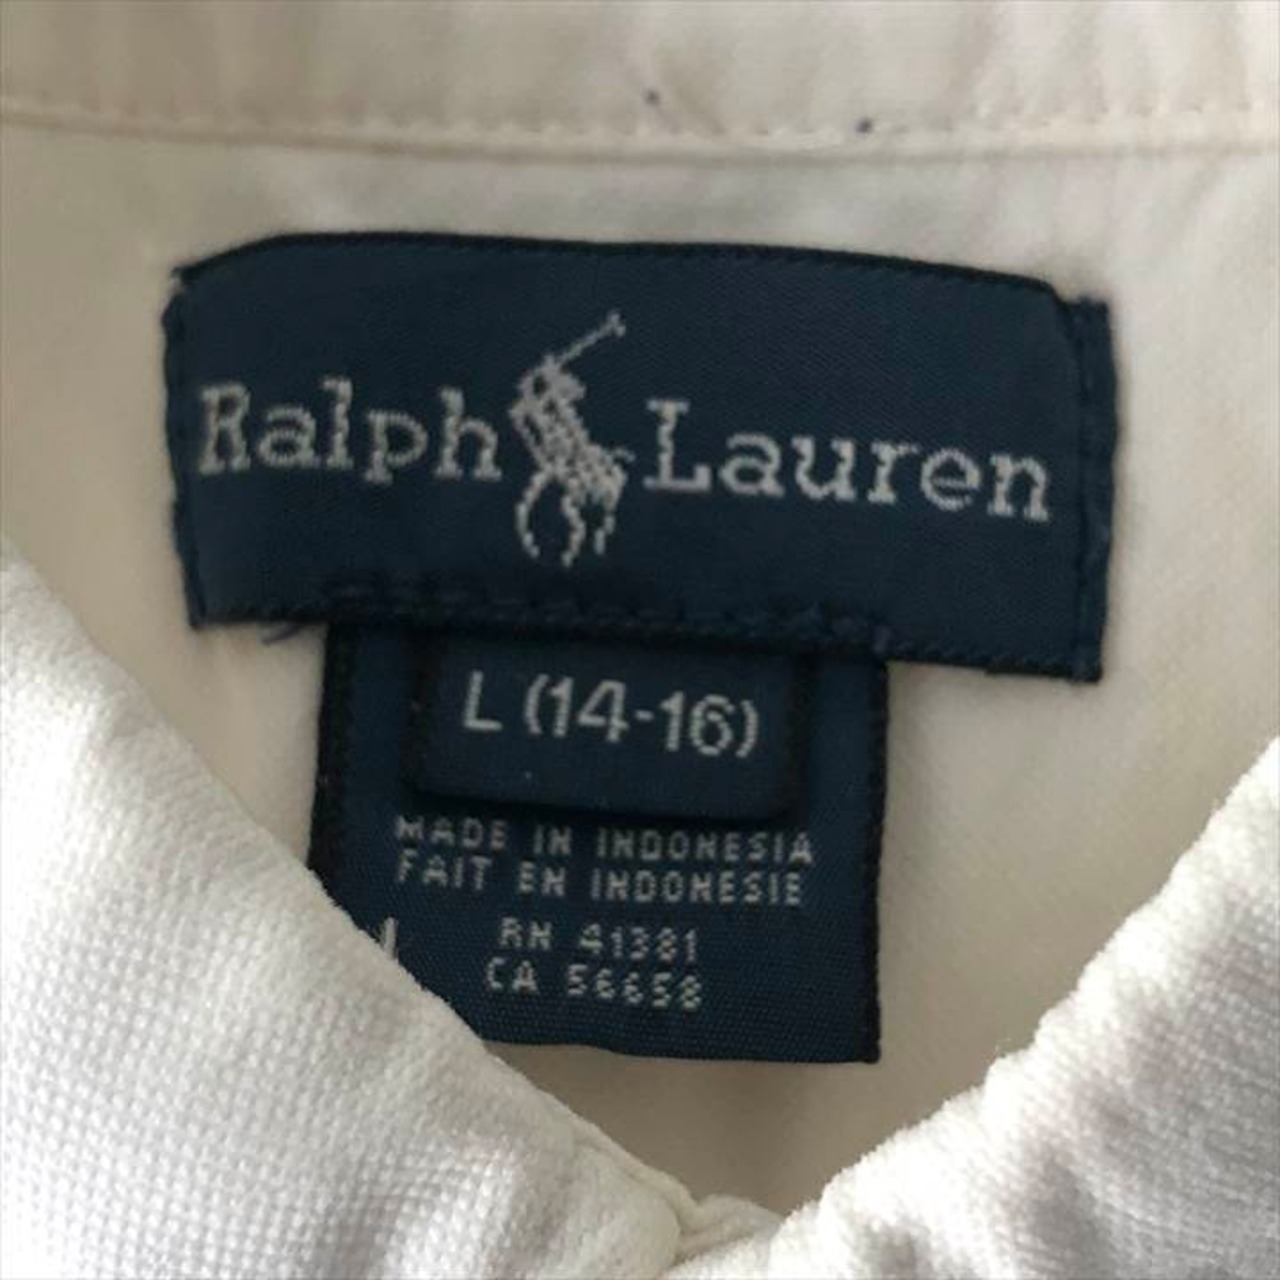 Ralph Lauren
L (14-16)
MADE IN INDONESIA
FAIT EN INDONESIE
RN 41381
CA 56658